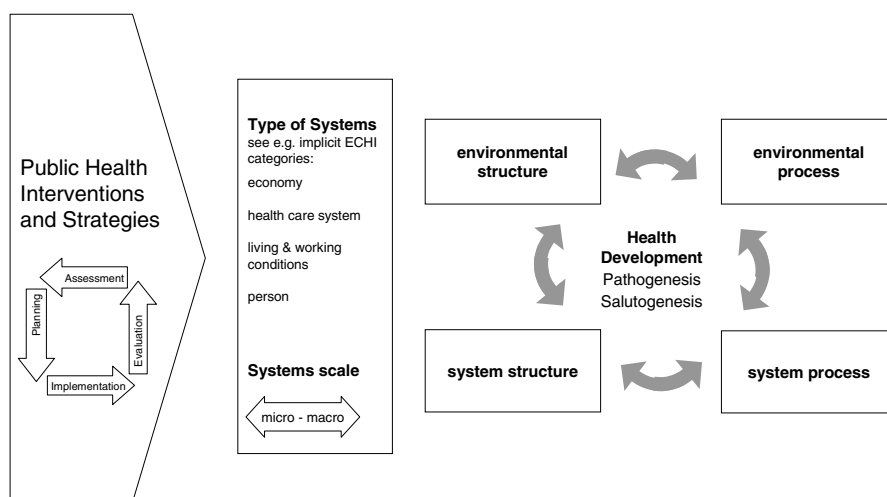 Public Health
Interventions
and Strategies
Assessment
Planning
Implementation
Evaluation
Type of Systems
see e.g. implicit ECHI
categories:
economy
health care system
living & working
conditions
person
Systems scale
micro - macro
environmental
structure
environmental
process
Health
Development
Pathogenesis
Salutogenesis
system structure
system process